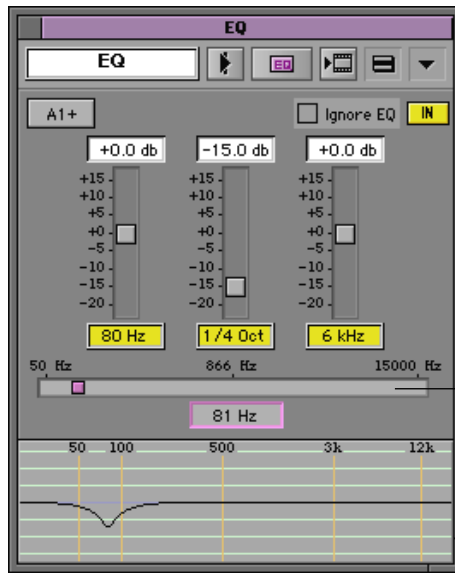 EQ
EQ
EQ
A1+
Ignore EQ
IN
+0.0 db -15.0 db +0.0 db
+15 +15 +15
+10 +10 +10
+5 +5 +5
+0 +0 +0
-5 -5 -5
-10 -10 -10
-15 -15 -15
-20 -20 -20
80 Hz 1/4 Oct 6 kHz
50 Hz 866 Hz 15000 Hz
81 Hz
50 100 500 3k 12k